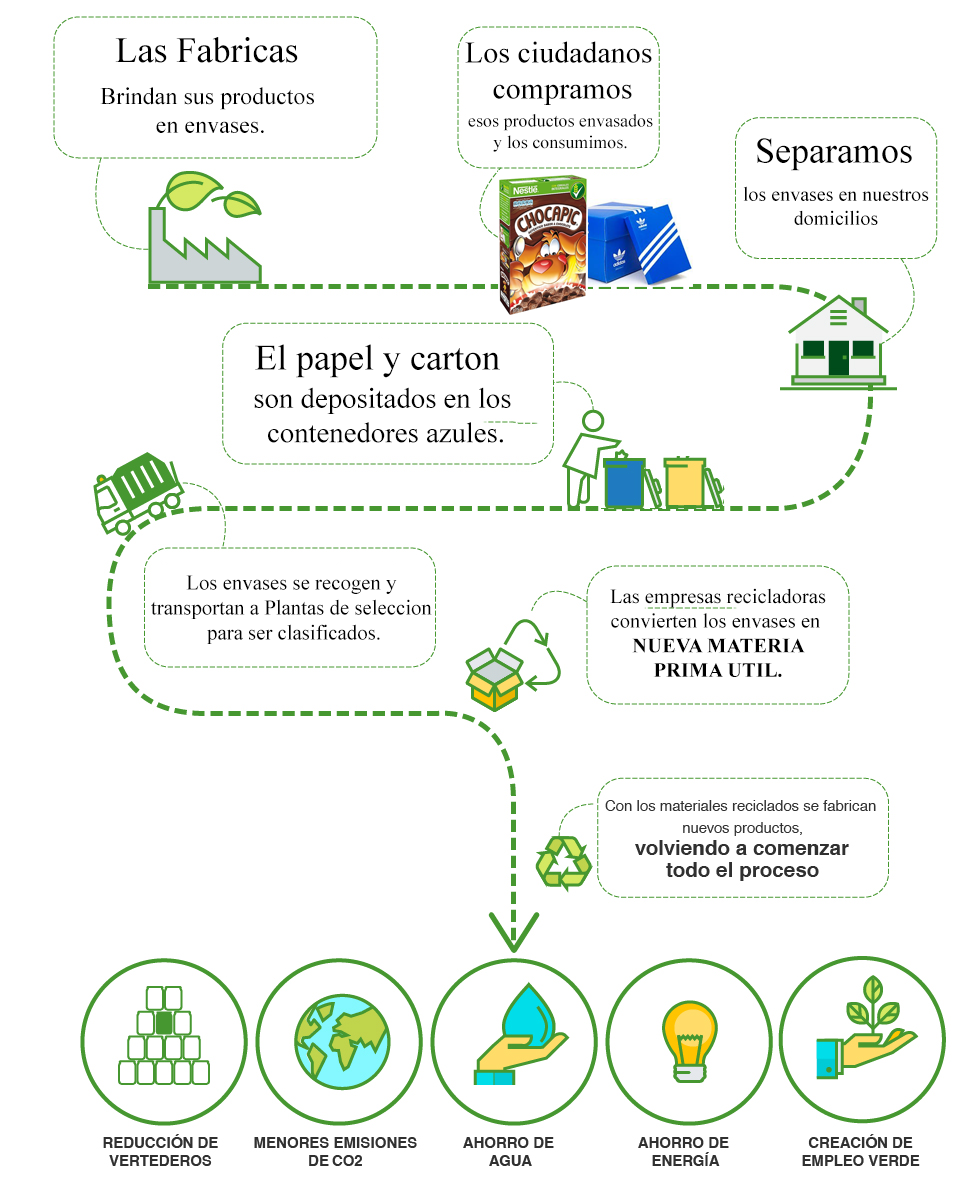 Las Fabricas
Brindan sus productos
en envases.
Los ciudadanos
compramos
esos productos envasados
y los consumimos.
Separamos
los envases en nuestros
domicilios
Nestlé
CHOCAPIC
adidas
adidas
El papel y carton
son depositados en los
contenedores azules.
Los envases se recogen y
transportan a Plantas de seleccion
para ser clasificados.
Las empresas recicladoras
convierten los envases en
NUEVA MATERIA
PRIMA UTIL.
Con los materiales reciclados se fabrican
nuevos productos,
volviendo a comenzar
todo el proceso
REDUCCIÓN DE
VERTEDEROS
MENORES EMISIONES
DE CO2
AHORRO DE
AGUA
AHORRO DE
ENERGÍA
CREACIÓN DE
EMPLEO VERDE